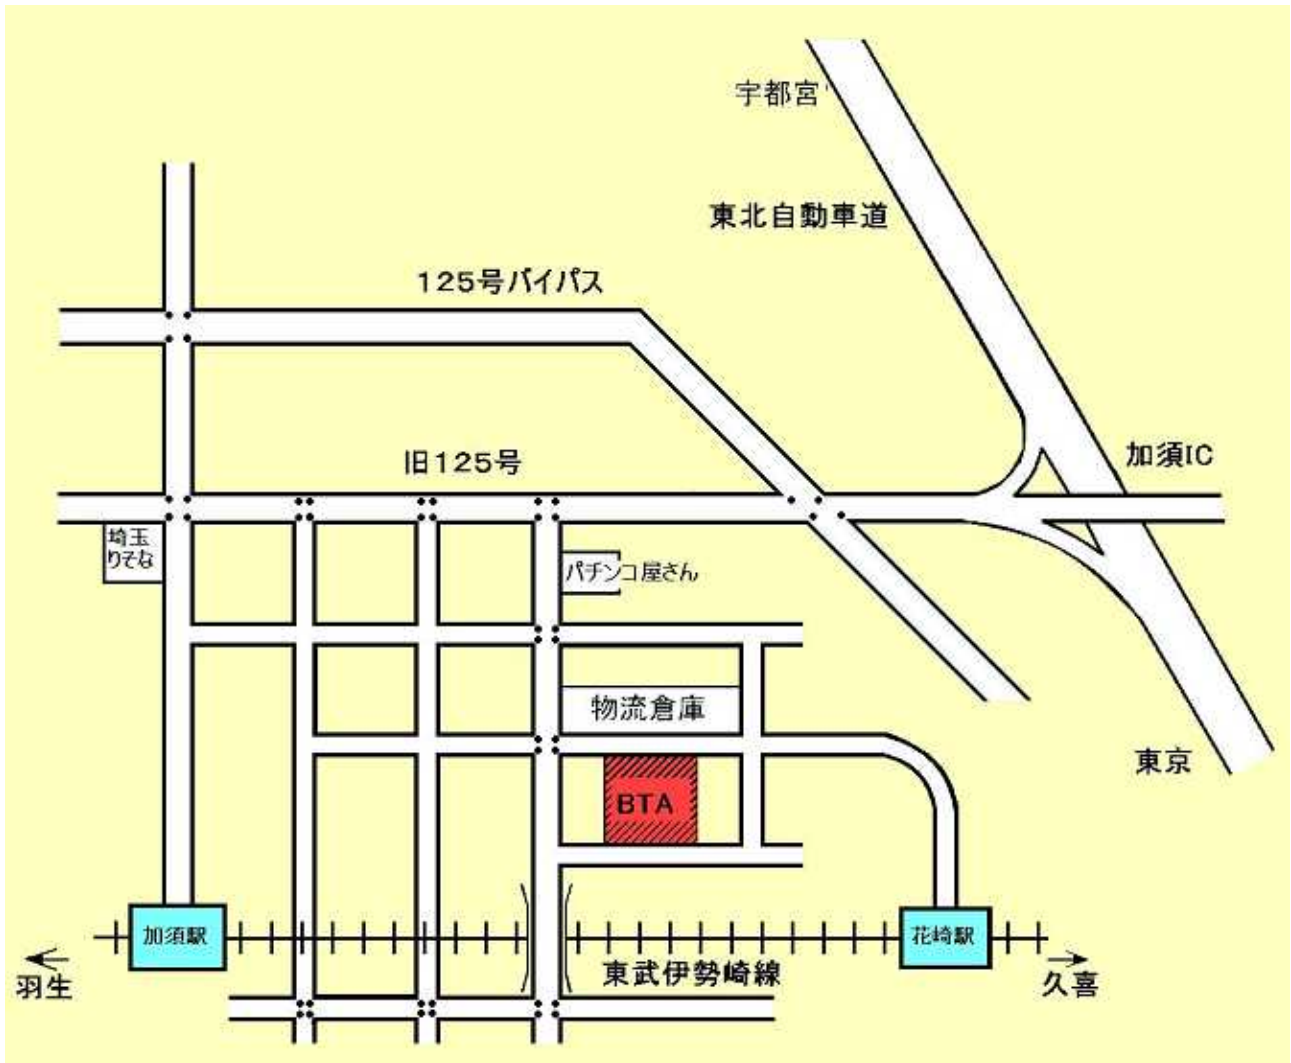 宇都宮
東北自動車道
125号バイパス
旧125号
加須IC
埼玉
りそな
パチンコ屋さん
物流倉庫
東京
BTA
加須駅
花崎駅
羽生
東武伊勢崎線
久喜